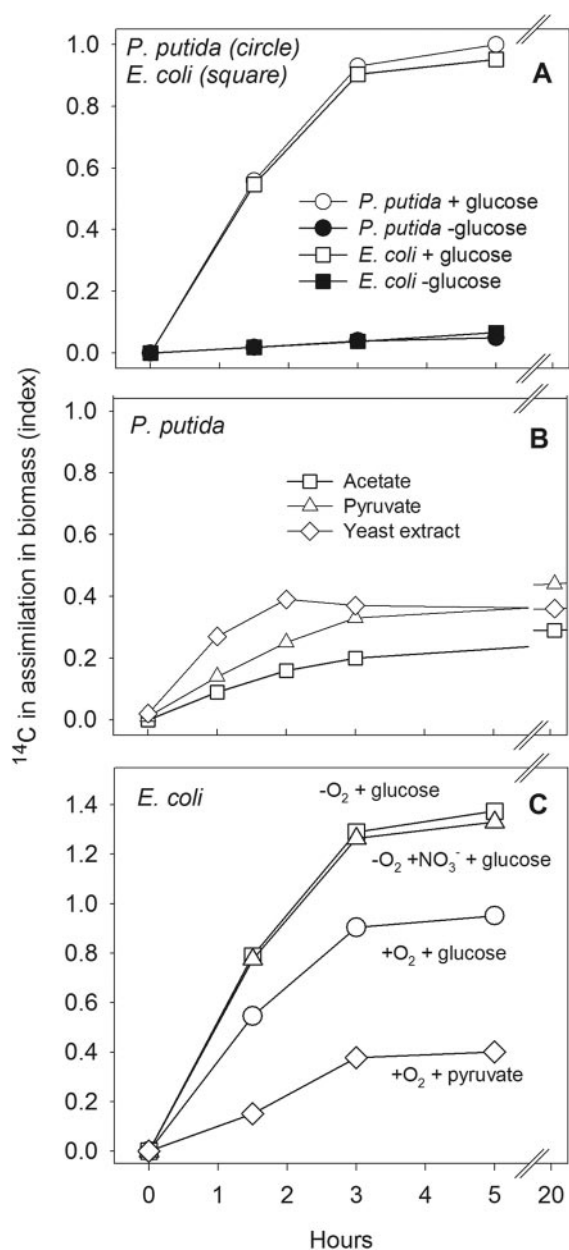 P. putida (circle)
E. coli (square)
A
P. putida + glucose
P. putida -glucose
E. coli + glucose
E. coli -glucose
1.0
0.8
0.6
0.4
0.2
0.0
P. putida
B
Acetate
Pyruvate
Yeast extract
1.0
0.8
0.6
0.4
0.2
0.0
¹⁴C in assimilation in biomass (index)
E. coli
C
-O₂ + glucose
-O₂ +NO₃⁻ + glucose
+O₂ + glucose
+O₂ + pyruvate
1.4
1.2
1.0
0.8
0.6
0.4
0.2
0.0
0 1 2 3 4 5 20
Hours